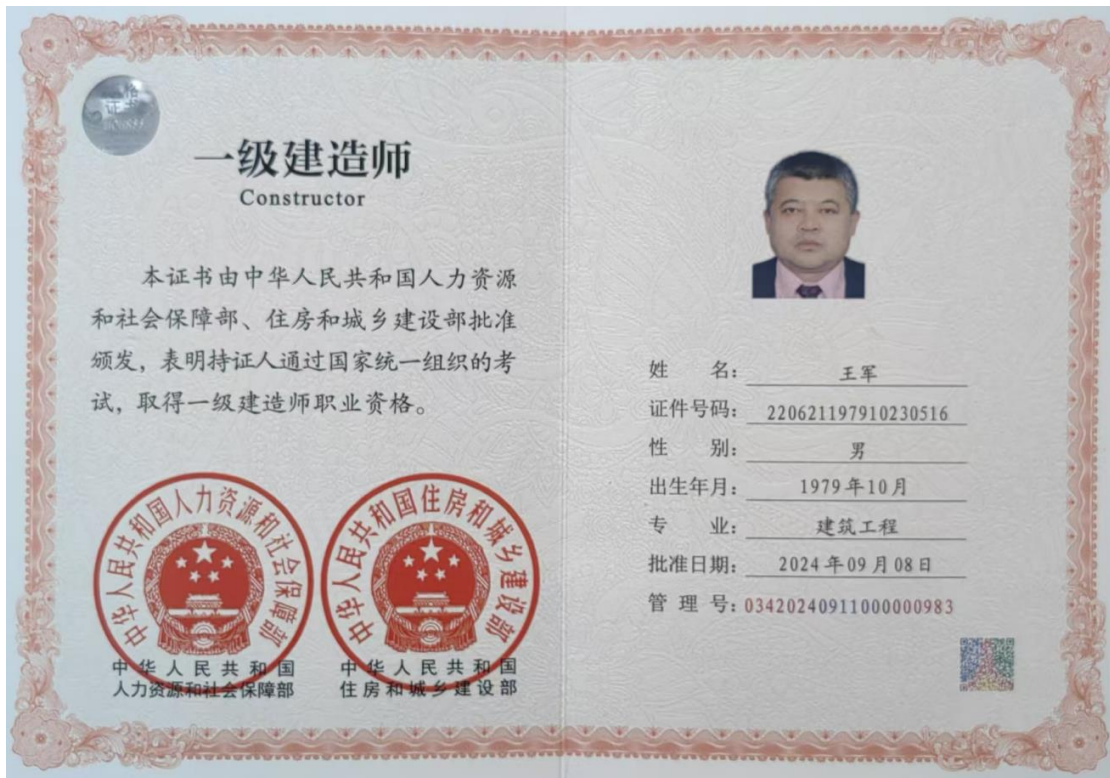 一级建造师
Constructor
本证书由中华人民共和国人力资源
和社会保障部、住房和城乡建设部批准
颁发，表明持证人通过国家统一组织的考
试，取得一级建造师职业资格。
中华人民共和国人力资源和社会保障部
中华人民共和国
人力资源和社会保障部
中华人民共和国住房和城乡建设部
中华人民共和国
住房和城乡建设部
姓 名： 王军
证件号码： 220621197910230516
性 别： 男
出生年月： 1979年10月
专 业： 建筑工程
批准日期： 2024年09月08日
管 理 号： 03420240911000000983